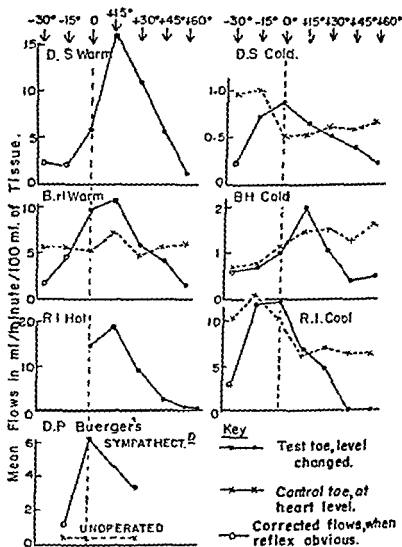 -30° -15° 0 +15° +30° +45° +60° -30° -15° 0° +15° +30° +45° +60°
D.S Warm
15
10
5
0
D.S Cold.
1.0
0.5
0
B.H Warm
10
5
0
BH Cold
2
1
0
R.I. Hot
20
10
0
R.I. Cool
10
5
0
D.P Buerger's
SYMPATHECT.D
6
4
2
0
UNOPERATED
Mean Flows in ml/minute/100 ml. of Tissue.
Key
Test toe, level
changed.
Control toe, at
heart level.
Corrected flows, when
reflex obvious.